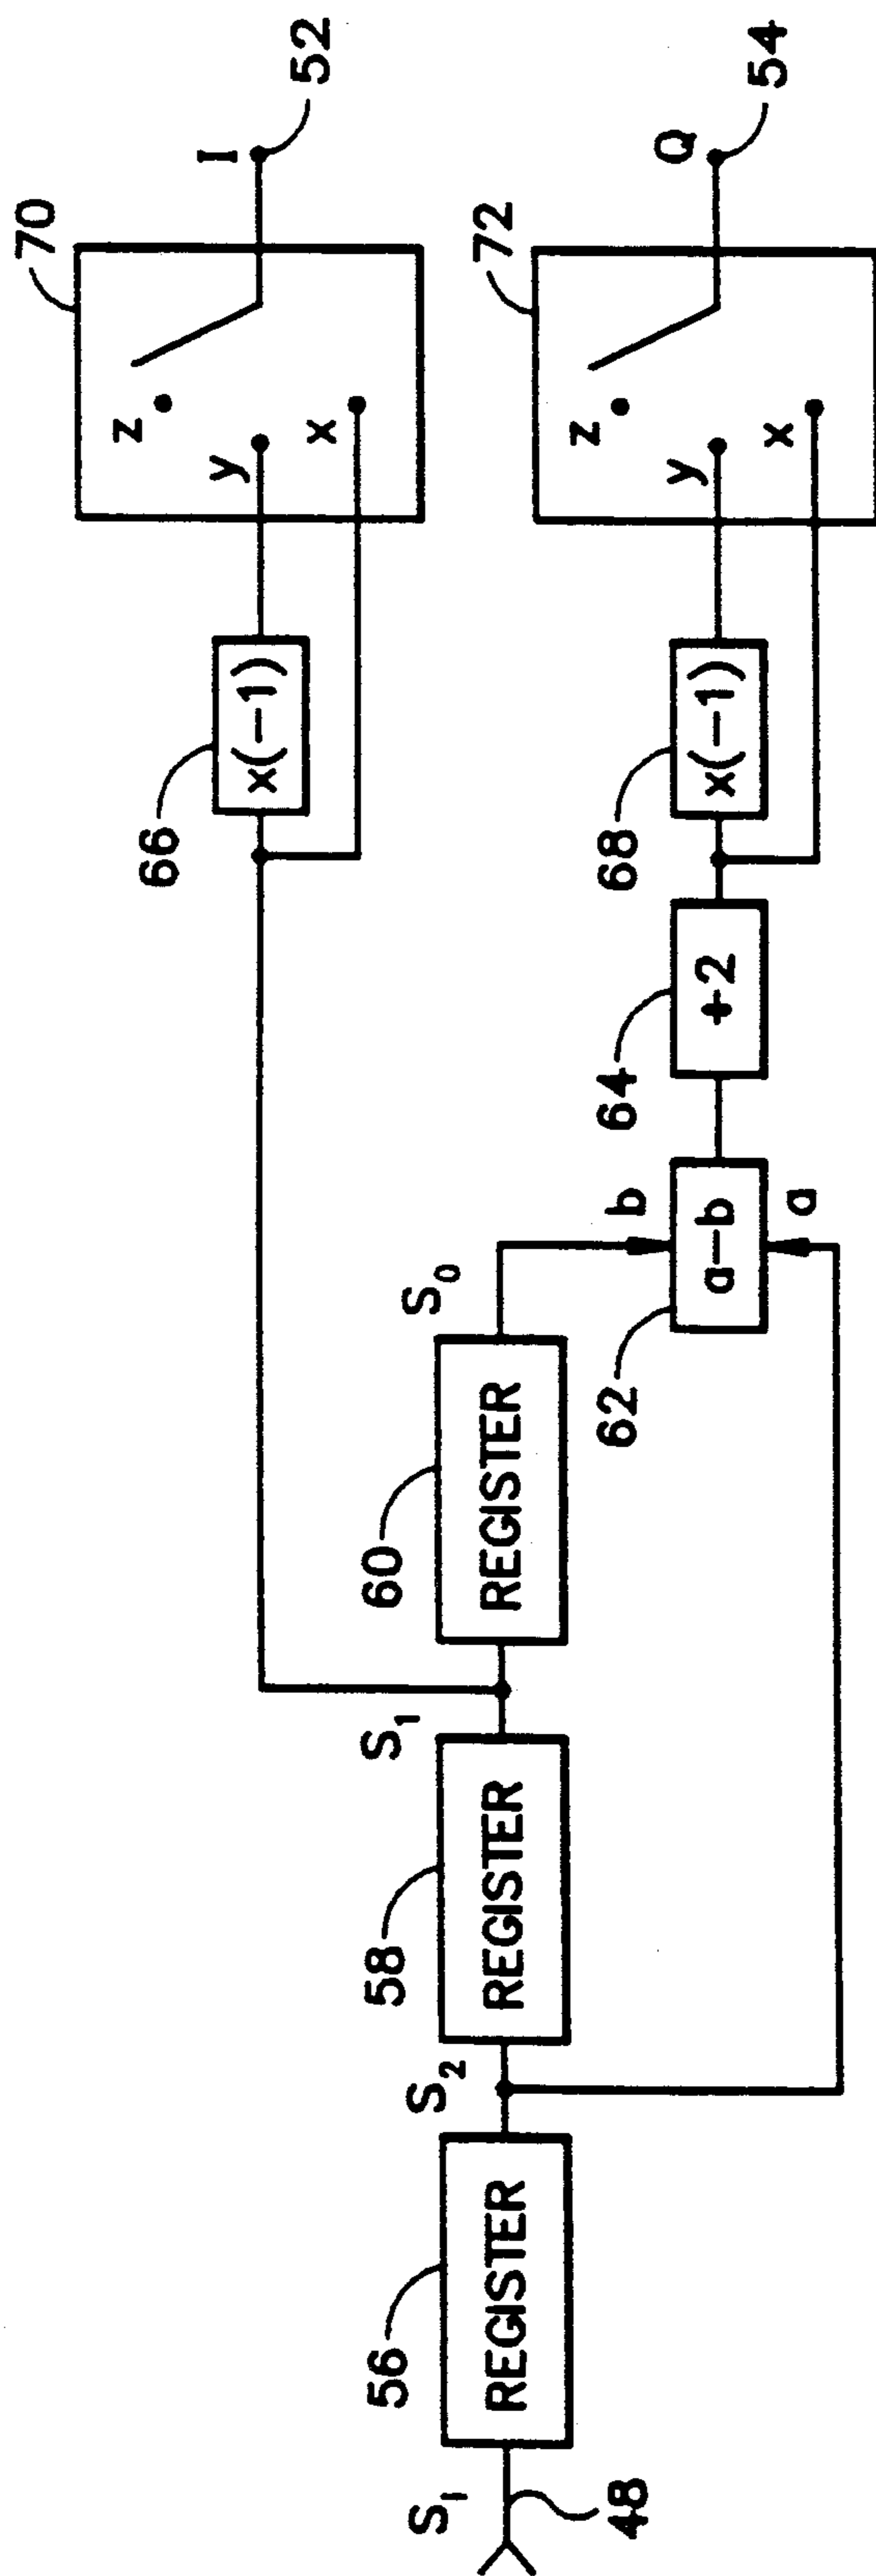 70
z
y
x
I
52
66
x(-1)
72
z
y
x
Q
54
68
x(-1)
64
+2
62
a-b
b
a
S0
60
REGISTER
S1
58
REGISTER
S2
56
REGISTER
SI
48